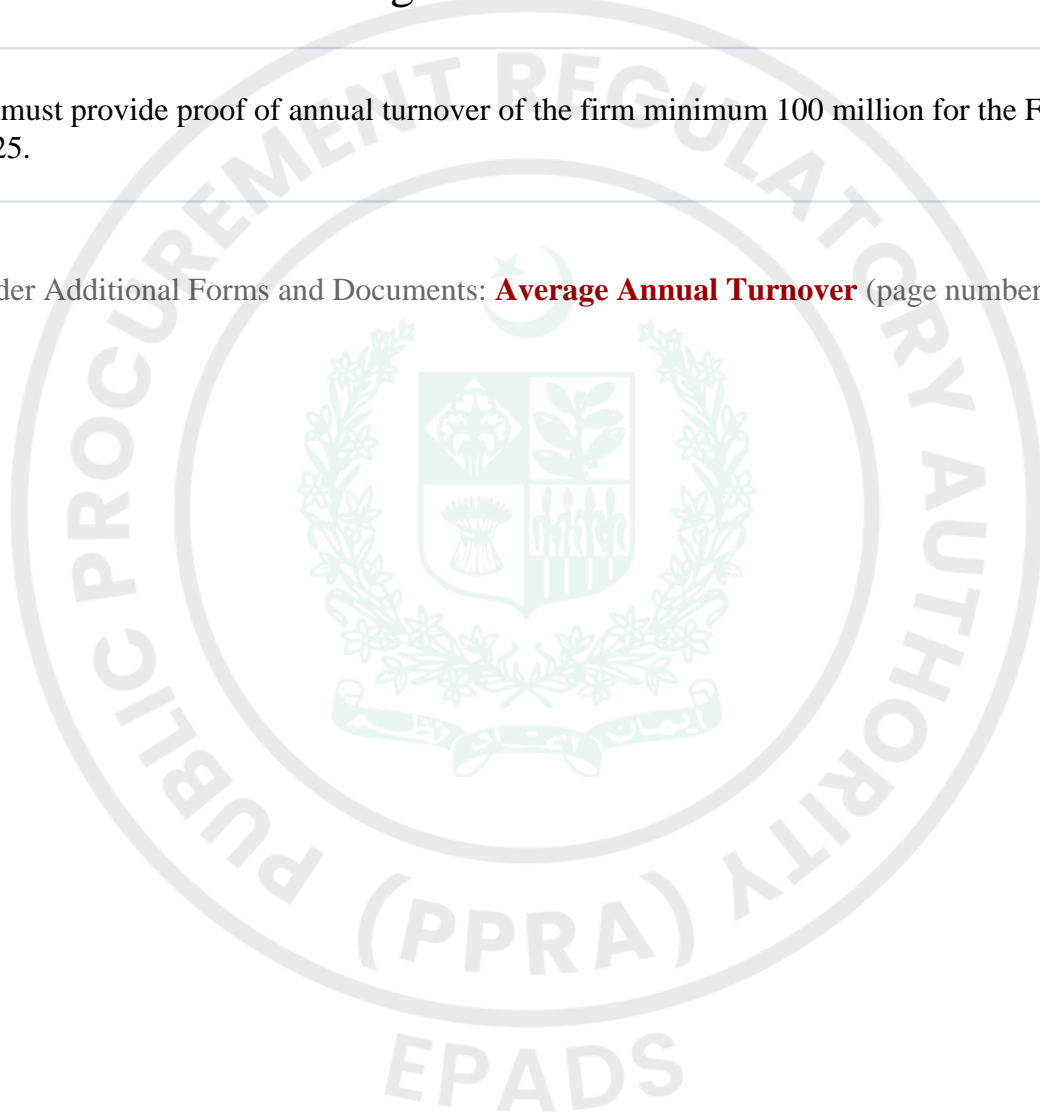 must provide proof of annual turnover of the firm minimum 100 million for the F
25.
der Additional Forms and Documents: Average Annual Turnover (page number
PUBLIC PROCUREMENT REGULATORY AUTHORITY
(PPRA)
EPADS